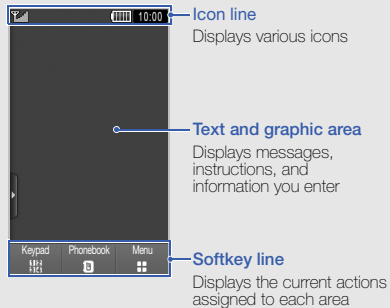 10:00
Icon line
Displays various icons
Text and graphic area
Displays messages,
instructions, and
information you enter
Keypad Phonebook Menu
Softkey line
Displays the current actions
assigned to each area